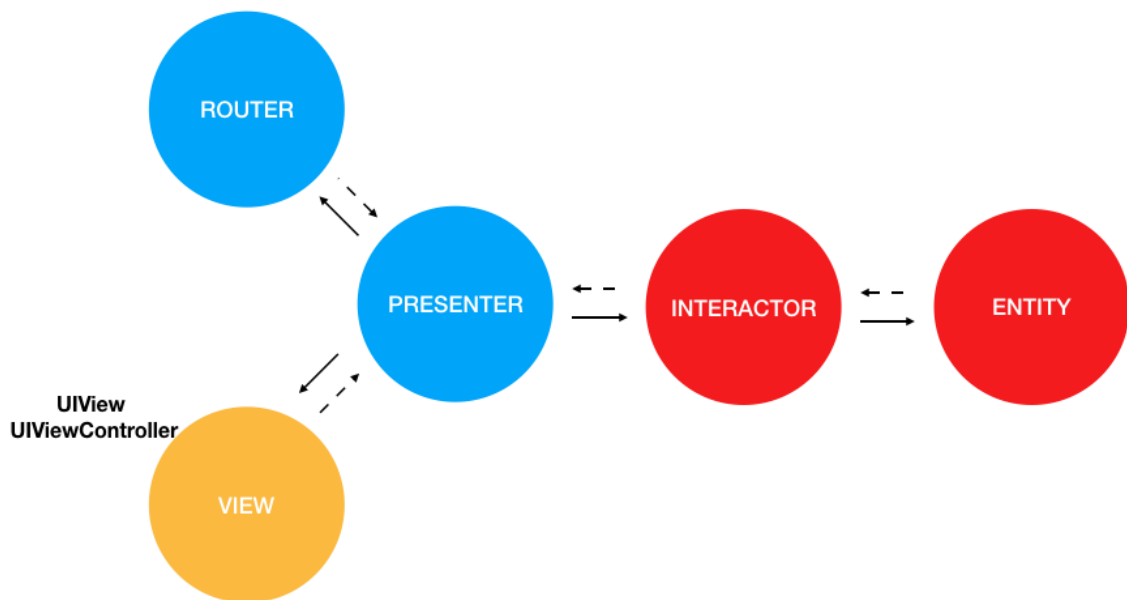 ROUTER
PRESENTER
INTERACTOR
ENTITY
UIView
UIViewController
VIEW